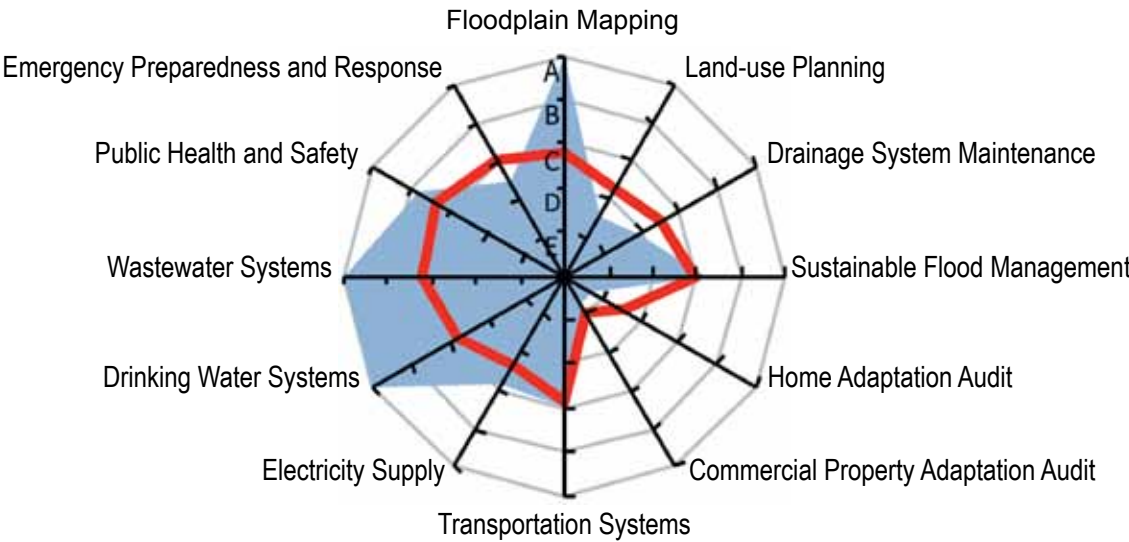 Floodplain Mapping
Emergency Preparedness and Response
Land-use Planning
Public Health and Safety
Drainage System Maintenance
Wastewater Systems
Sustainable Flood Management
Drinking Water Systems
Home Adaptation Audit
Electricity Supply
Commercial Property Adaptation Audit
Transportation Systems
A
B
C
D
E